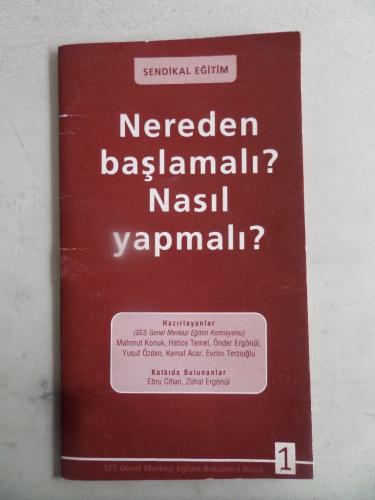 SENDİKAL EĞİTİM
Nereden
başlamalı?
Nasıl
yapmalı?
Hazırlayanlar
(SES Genel Merkezi Eğitim Komisyonu)
Mahmut Konuk, Hatice Temel, Önder Ergönül,
Yusuf Özden, Kemal Acar, Evrim Terzioğlu
Katkıda Bulunanlar
Ebru Cihan, Zühal Ergönül
SES Genel Merkezi Eğitim Broşürleri Dizisi
1